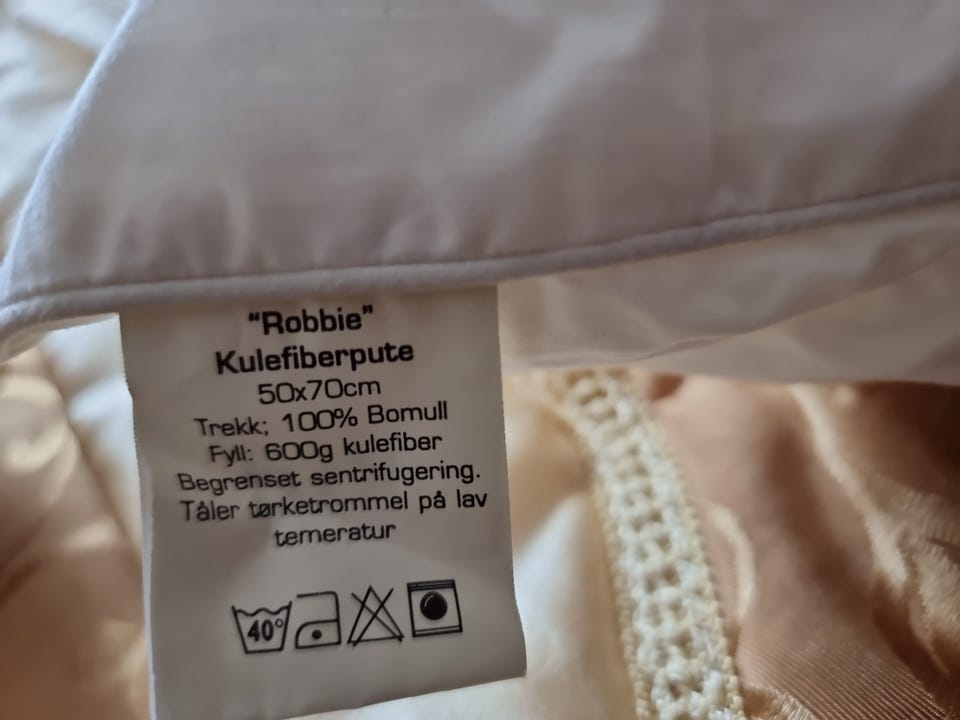 “Robbie”
Kulefiberpute
50x70cm
Trekk; 100% Bomull
Fyll: 600g kulefiber
Begrenset sentrifugering.
Tåler tørketrommel på lav
temeratur
40°